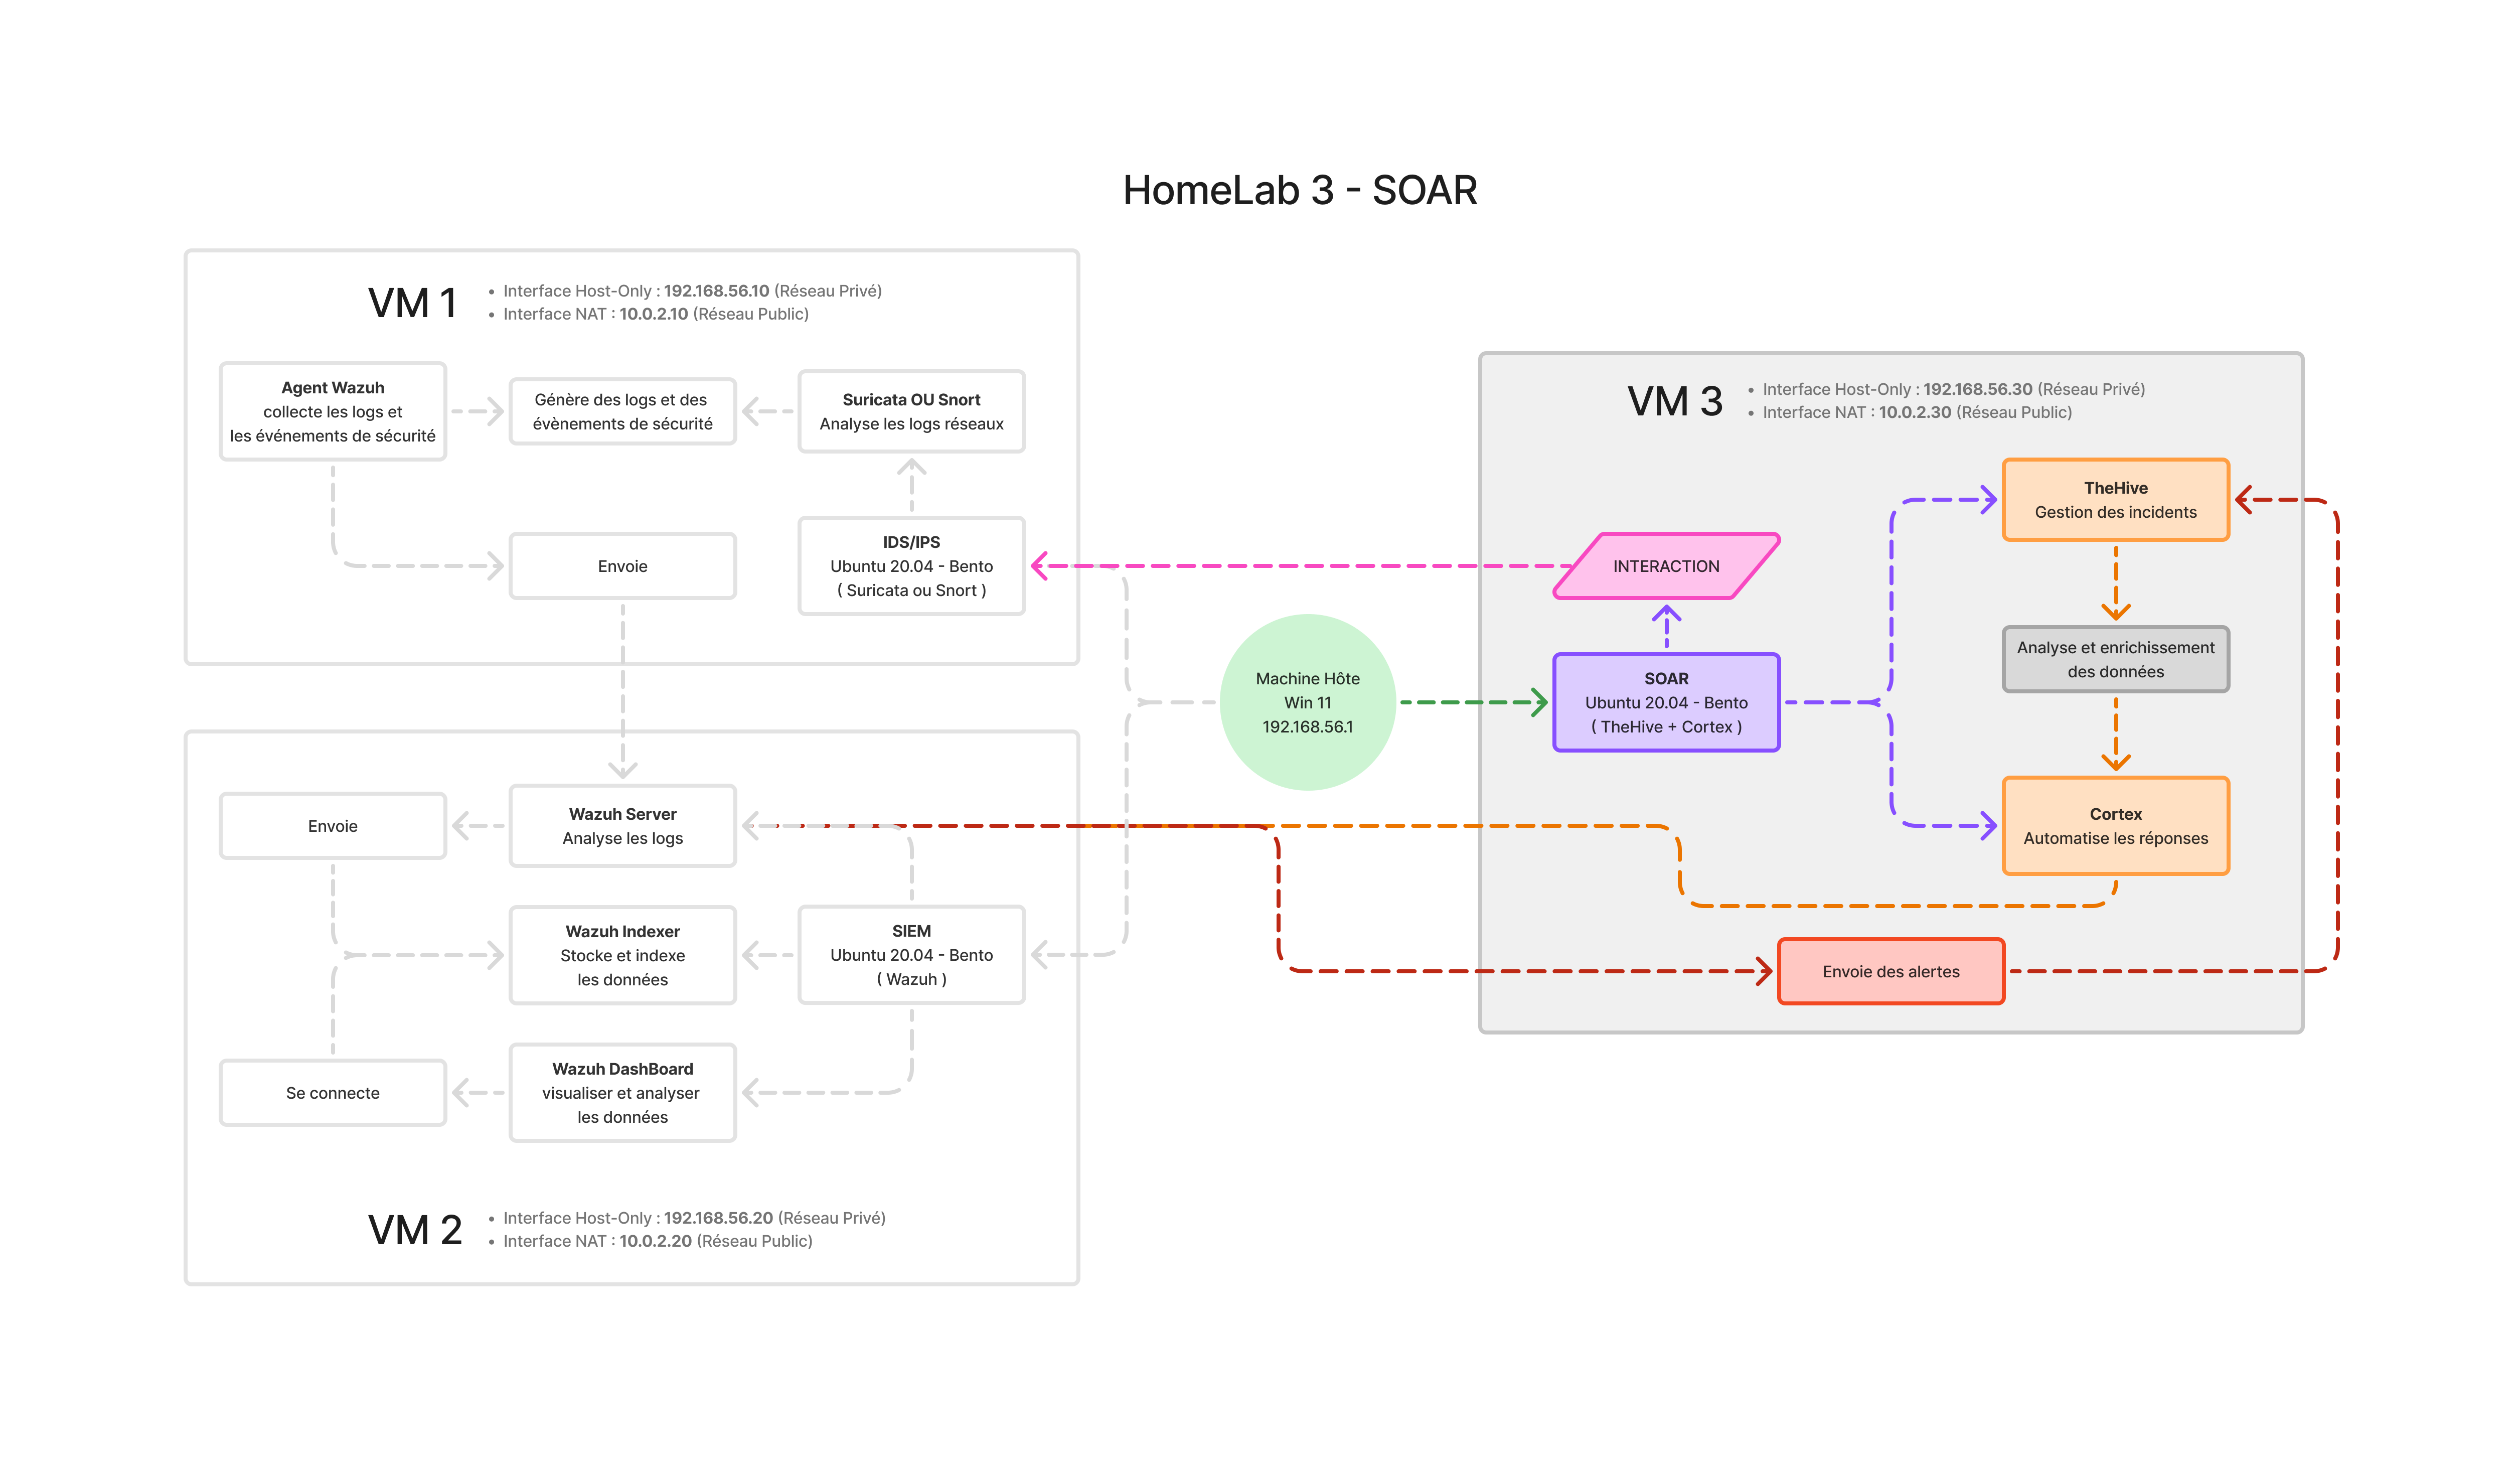 HomeLab 3 - SOAR
VM 1
• Interface Host-Only : 192.168.56.10 (Réseau Privé)
• Interface NAT : 10.0.2.10 (Réseau Public)
Agent Wazuh
collecte les logs et
les événements de sécurité
Génère des logs et des
évènements de sécurité
Suricata OU Snort
Analyse les logs réseaux
Envoie
IDS/IPS
Ubuntu 20.04 - Bento
( Suricata ou Snort )
Machine Hôte
Win 11
192.168.56.1
VM 3
• Interface Host-Only : 192.168.56.30 (Réseau Privé)
• Interface NAT : 10.0.2.30 (Réseau Public)
TheHive
Gestion des incidents
INTERACTION
Analyse et enrichissement
des données
SOAR
Ubuntu 20.04 - Bento
( TheHive + Cortex )
Cortex
Automatise les réponses
Envoie des alertes
Envoie
Wazuh Server
Analyse les logs
Wazuh Indexer
Stocke et indexe
les données
SIEM
Ubuntu 20.04 - Bento
( Wazuh )
Se connecte
Wazuh DashBoard
visualiser et analyser
les données
VM 2
• Interface Host-Only : 192.168.56.20 (Réseau Privé)
• Interface NAT : 10.0.2.20 (Réseau Public)